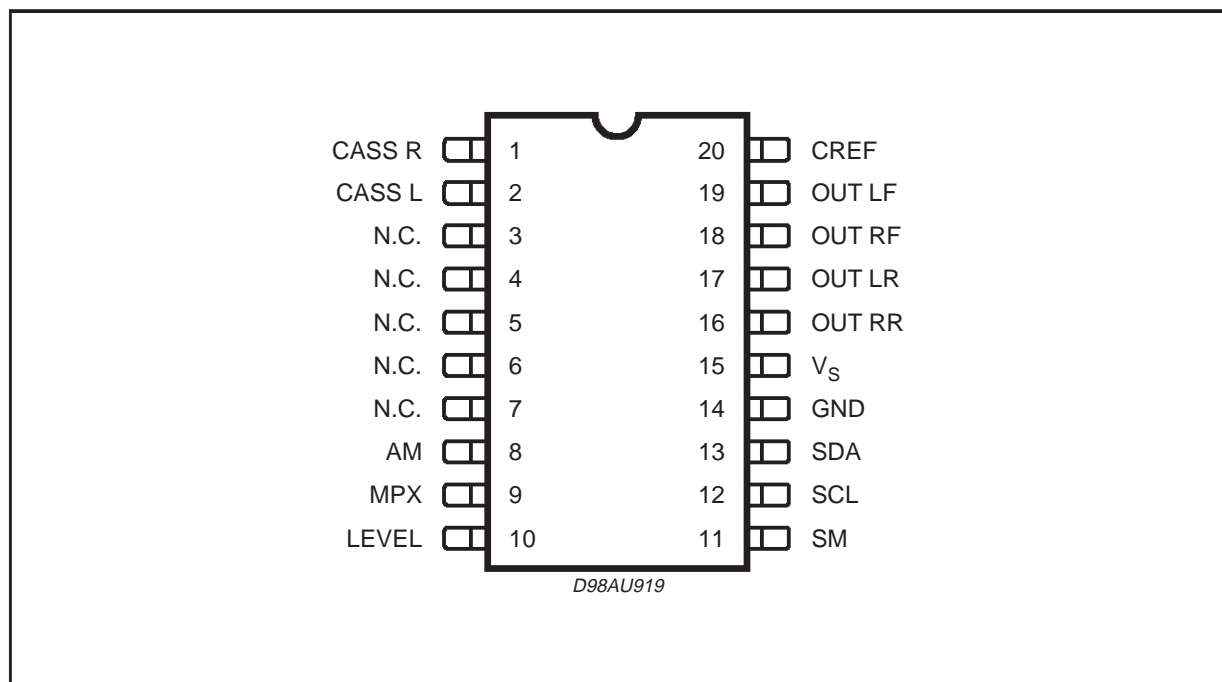 CASS R 1 20 CREF
CASS L 2 19 OUT LF
N.C. 3 18 OUT RF
N.C. 4 17 OUT LR
N.C. 5 16 OUT RR
N.C. 6 15 VS
N.C. 7 14 GND
AM 8 13 SDA
MPX 9 12 SCL
LEVEL 10 11 SM
D98AU919